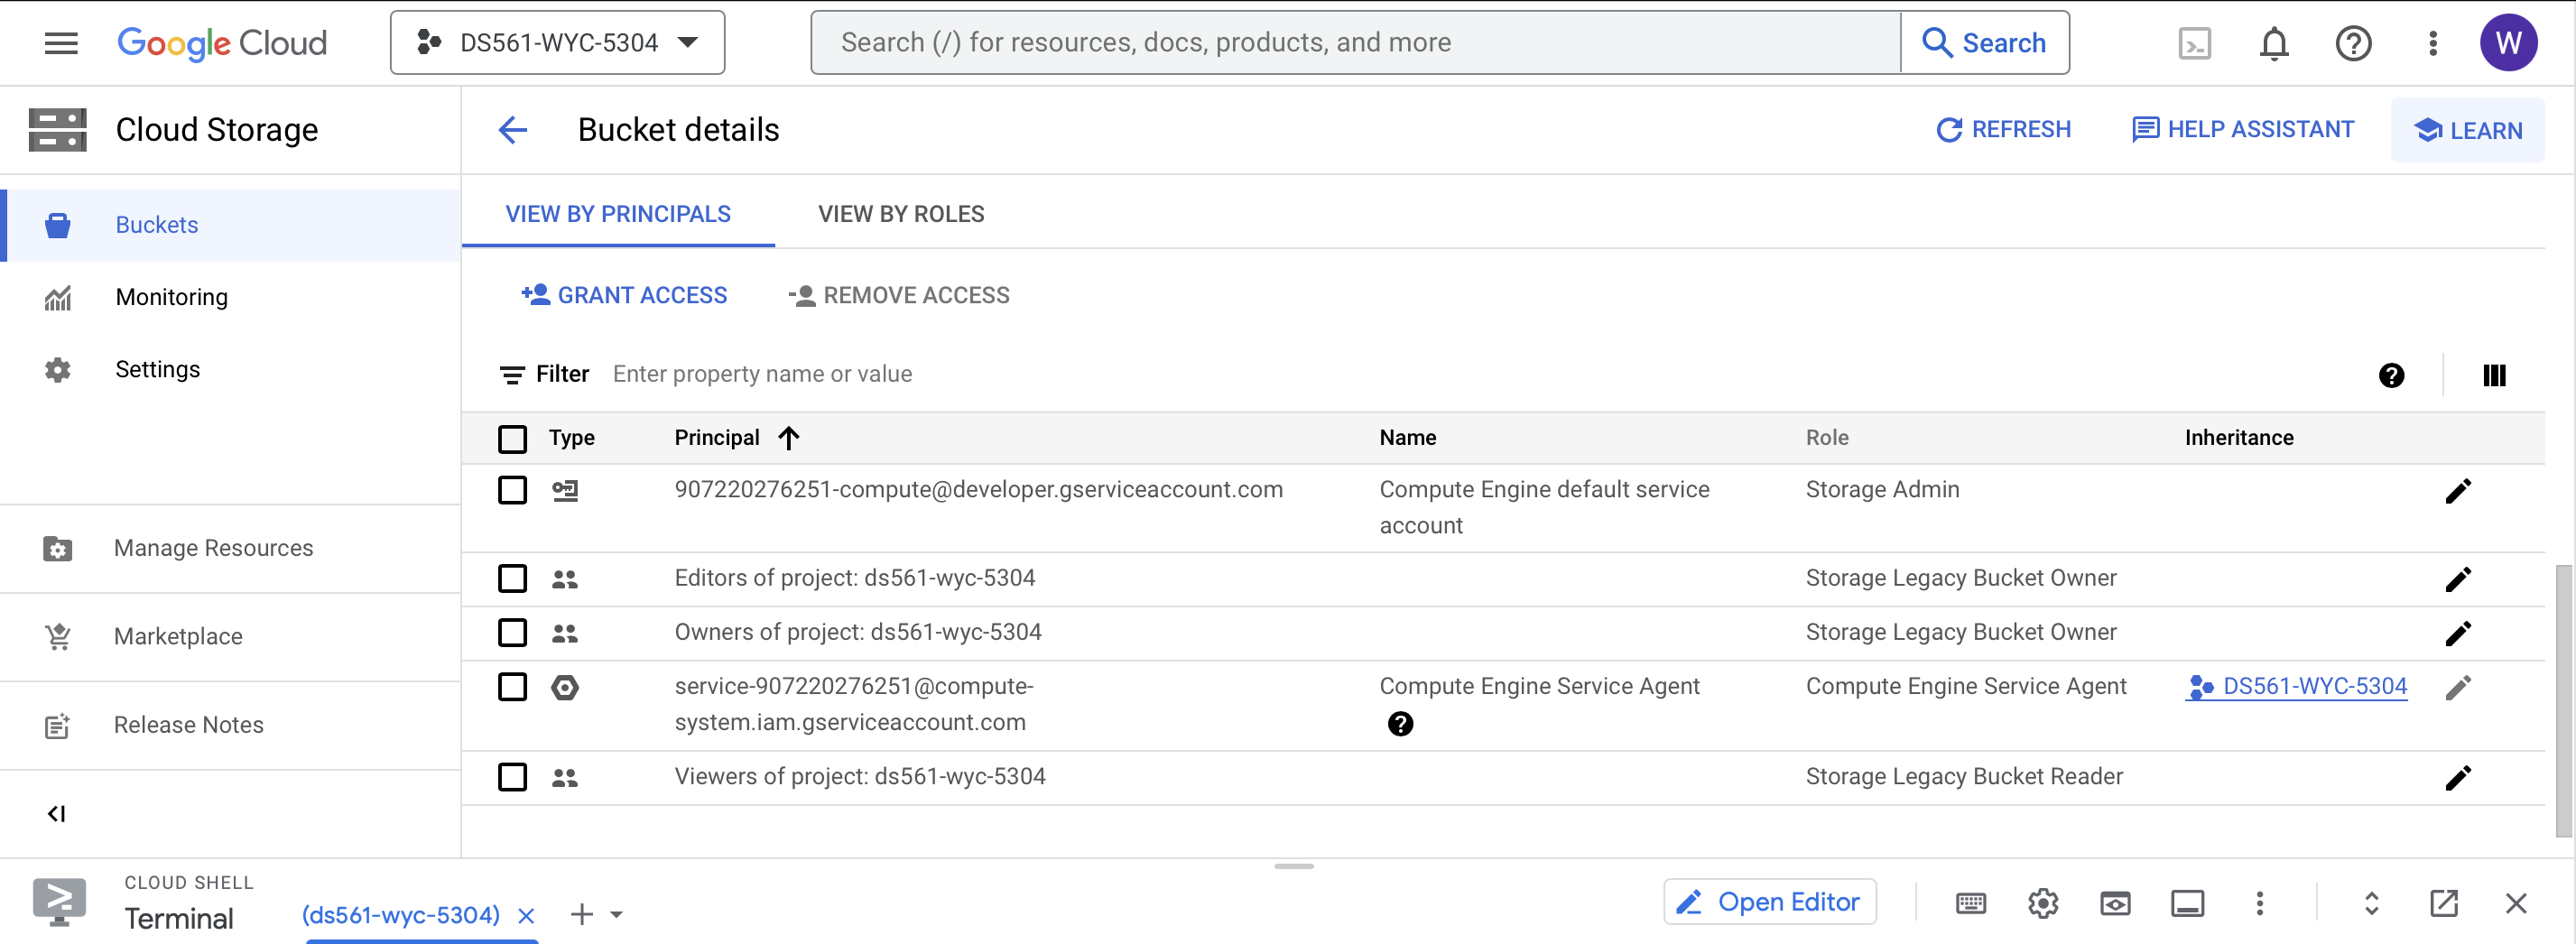 Google Cloud
DS561-WYC-5304
Search (/) for resources, docs, products, and more
Search
W
Cloud Storage
Bucket details
REFRESH
HELP ASSISTANT
LEARN
Buckets
Monitoring
Settings
Manage Resources
Marketplace
Release Notes
VIEW BY PRINCIPALS
VIEW BY ROLES
GRANT ACCESS
REMOVE ACCESS
Filter Enter property name or value
Type Principal Name Role Inheritance
907220276251-compute@developer.gserviceaccount.com Compute Engine default service Storage Admin
account
Editors of project: ds561-wyc-5304 Storage Legacy Bucket Owner
Owners of project: ds561-wyc-5304 Storage Legacy Bucket Owner
service-907220276251@compute- Compute Engine Service Agent Compute Engine Service Agent DS561-WYC-5304
system.iam.gserviceaccount.com
Viewers of project: ds561-wyc-5304 Storage Legacy Bucket Reader
CLOUD SHELL
Terminal
(ds561-wyc-5304)
Open Editor